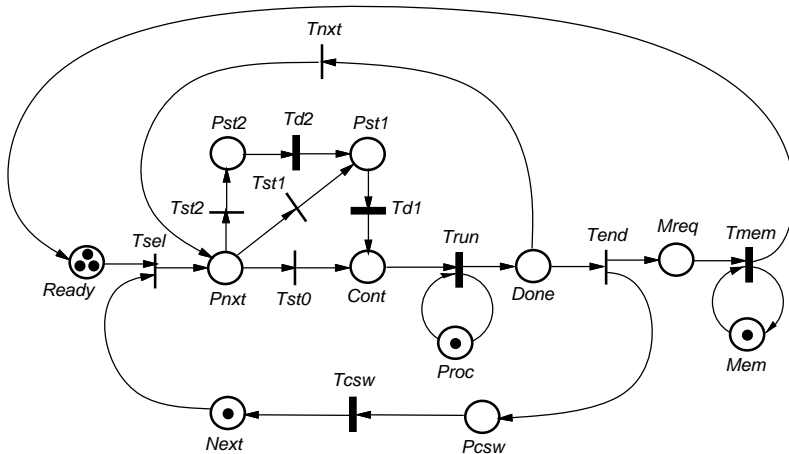 Tnxt
Pst2
Td2
Pst1
Tst1
Tst2
Td1
Tsel
Trun
Tend
Mreq
Tmem
Ready
Pnxt
Tst0
Cont
Done
Proc
Mem
Tcsw
Next
Pcsw